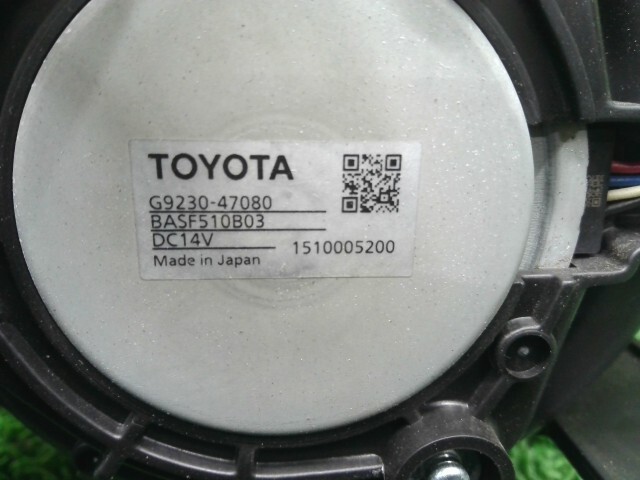 TOYOTA
G9230-47080
BASF510B03
DC14V 1510005200
Made in Japan